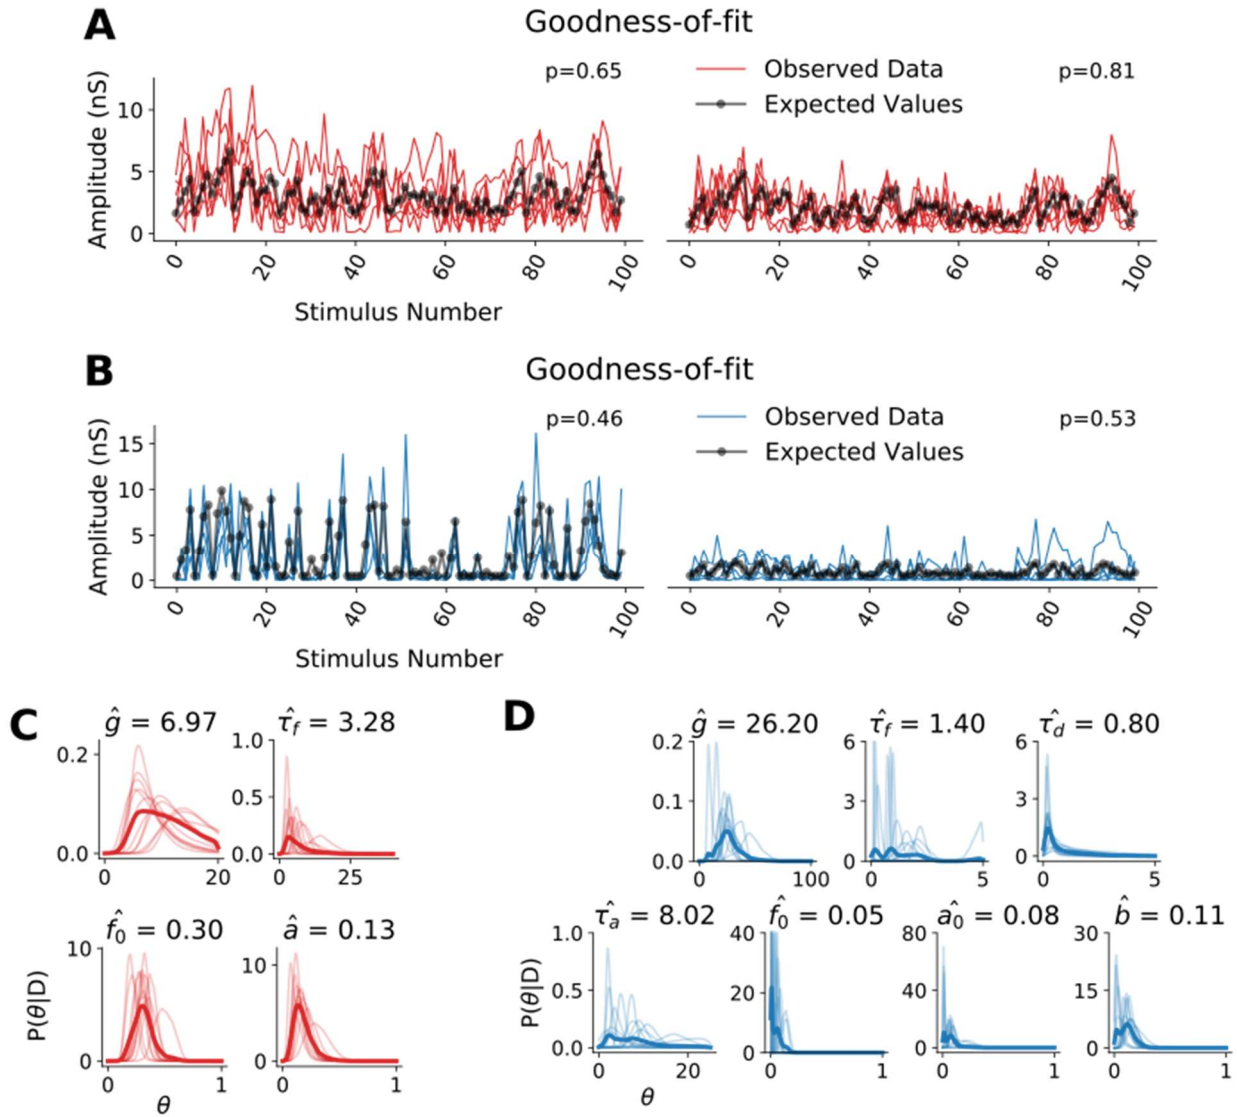 A
Goodness-of-fit
p=0.65
Observed Data
Expected Values
p=0.81
Amplitude (nS)
10
5
0
0 20 40 60 80 100
0 20 40 60 80 100
Stimulus Number
B
Goodness-of-fit
p=0.46
Observed Data
Expected Values
p=0.53
Amplitude (nS)
15
10
5
0
0 20 40 60 80 100
0 20 40 60 80 100
Stimulus Number
C
ĝ = 6.97
0.2
0.0
0 20
τ̂_f = 3.28
1.0
0.5
0.0
0 25
f̂₀ = 0.30
10
0
0 1
â = 0.13
10
0
0 1
P(θ|D)
θ
D
ĝ = 26.20
0.2
0.1
0.0
0 100
τ̂_f = 1.40
6
3
0
0 5
τ̂_d = 0.80
6
3
0
0 5
τ̂_a = 8.02
1.0
0.5
0.0
0 20
f̂₀ = 0.05
40
20
0
0 1
â₀ = 0.08
80
40
0
0 1
b̂ = 0.11
30
15
0
0 1
P(θ|D)
θ